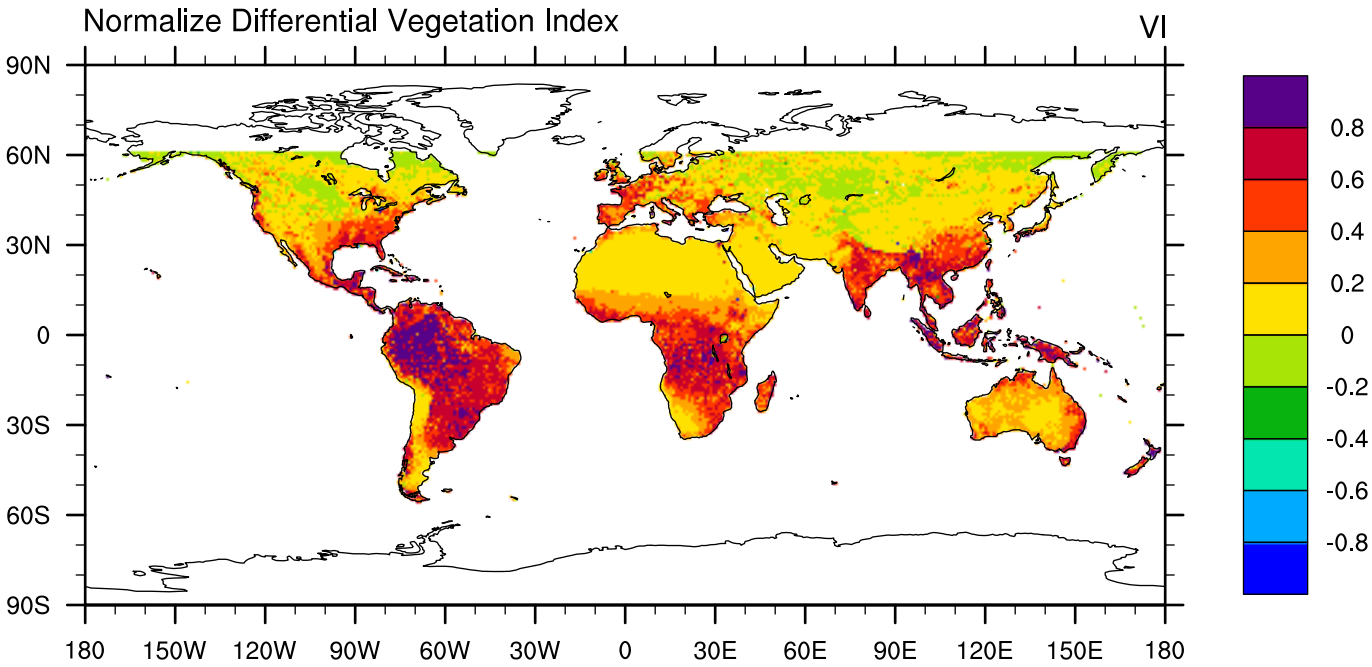 Normalize Differential Vegetation Index
VI
90N
60N
30N
0
30S
60S
90S
180
150W
120W
90W
60W
30W
0
30E
60E
90E
120E
150E
180
0.8
0.6
0.4
0.2
0
-0.2
-0.4
-0.6
-0.8